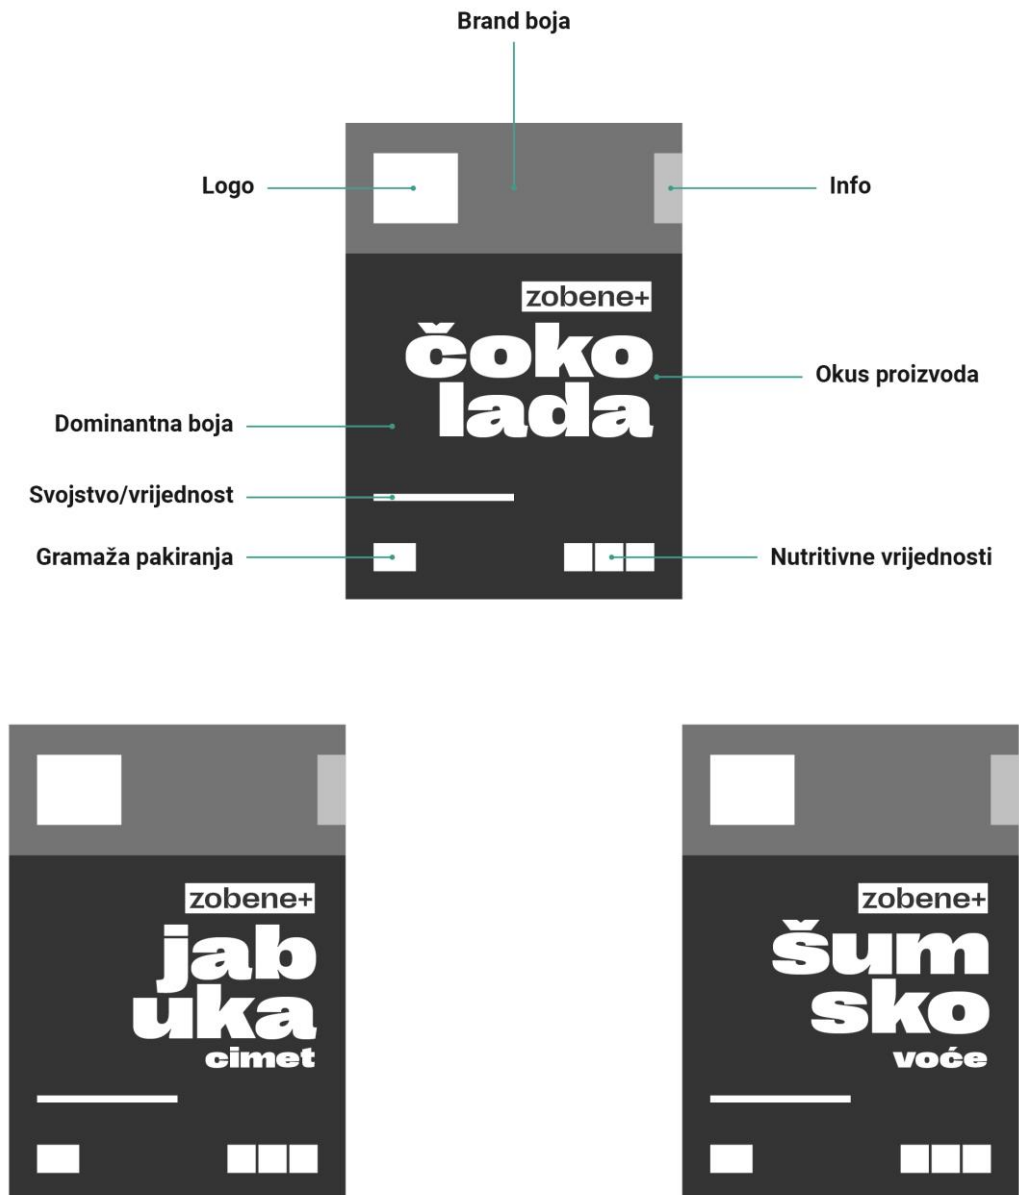 Brand boja
Logo
Info
zobene+
čoko
lada
Okus proizvoda
Dominantna boja
Svojstvo/vrijednost
Gramaža pakiranja
Nutritivne vrijednosti
zobene+
jab
uka
cimet
zobene+
šum
sko
voće